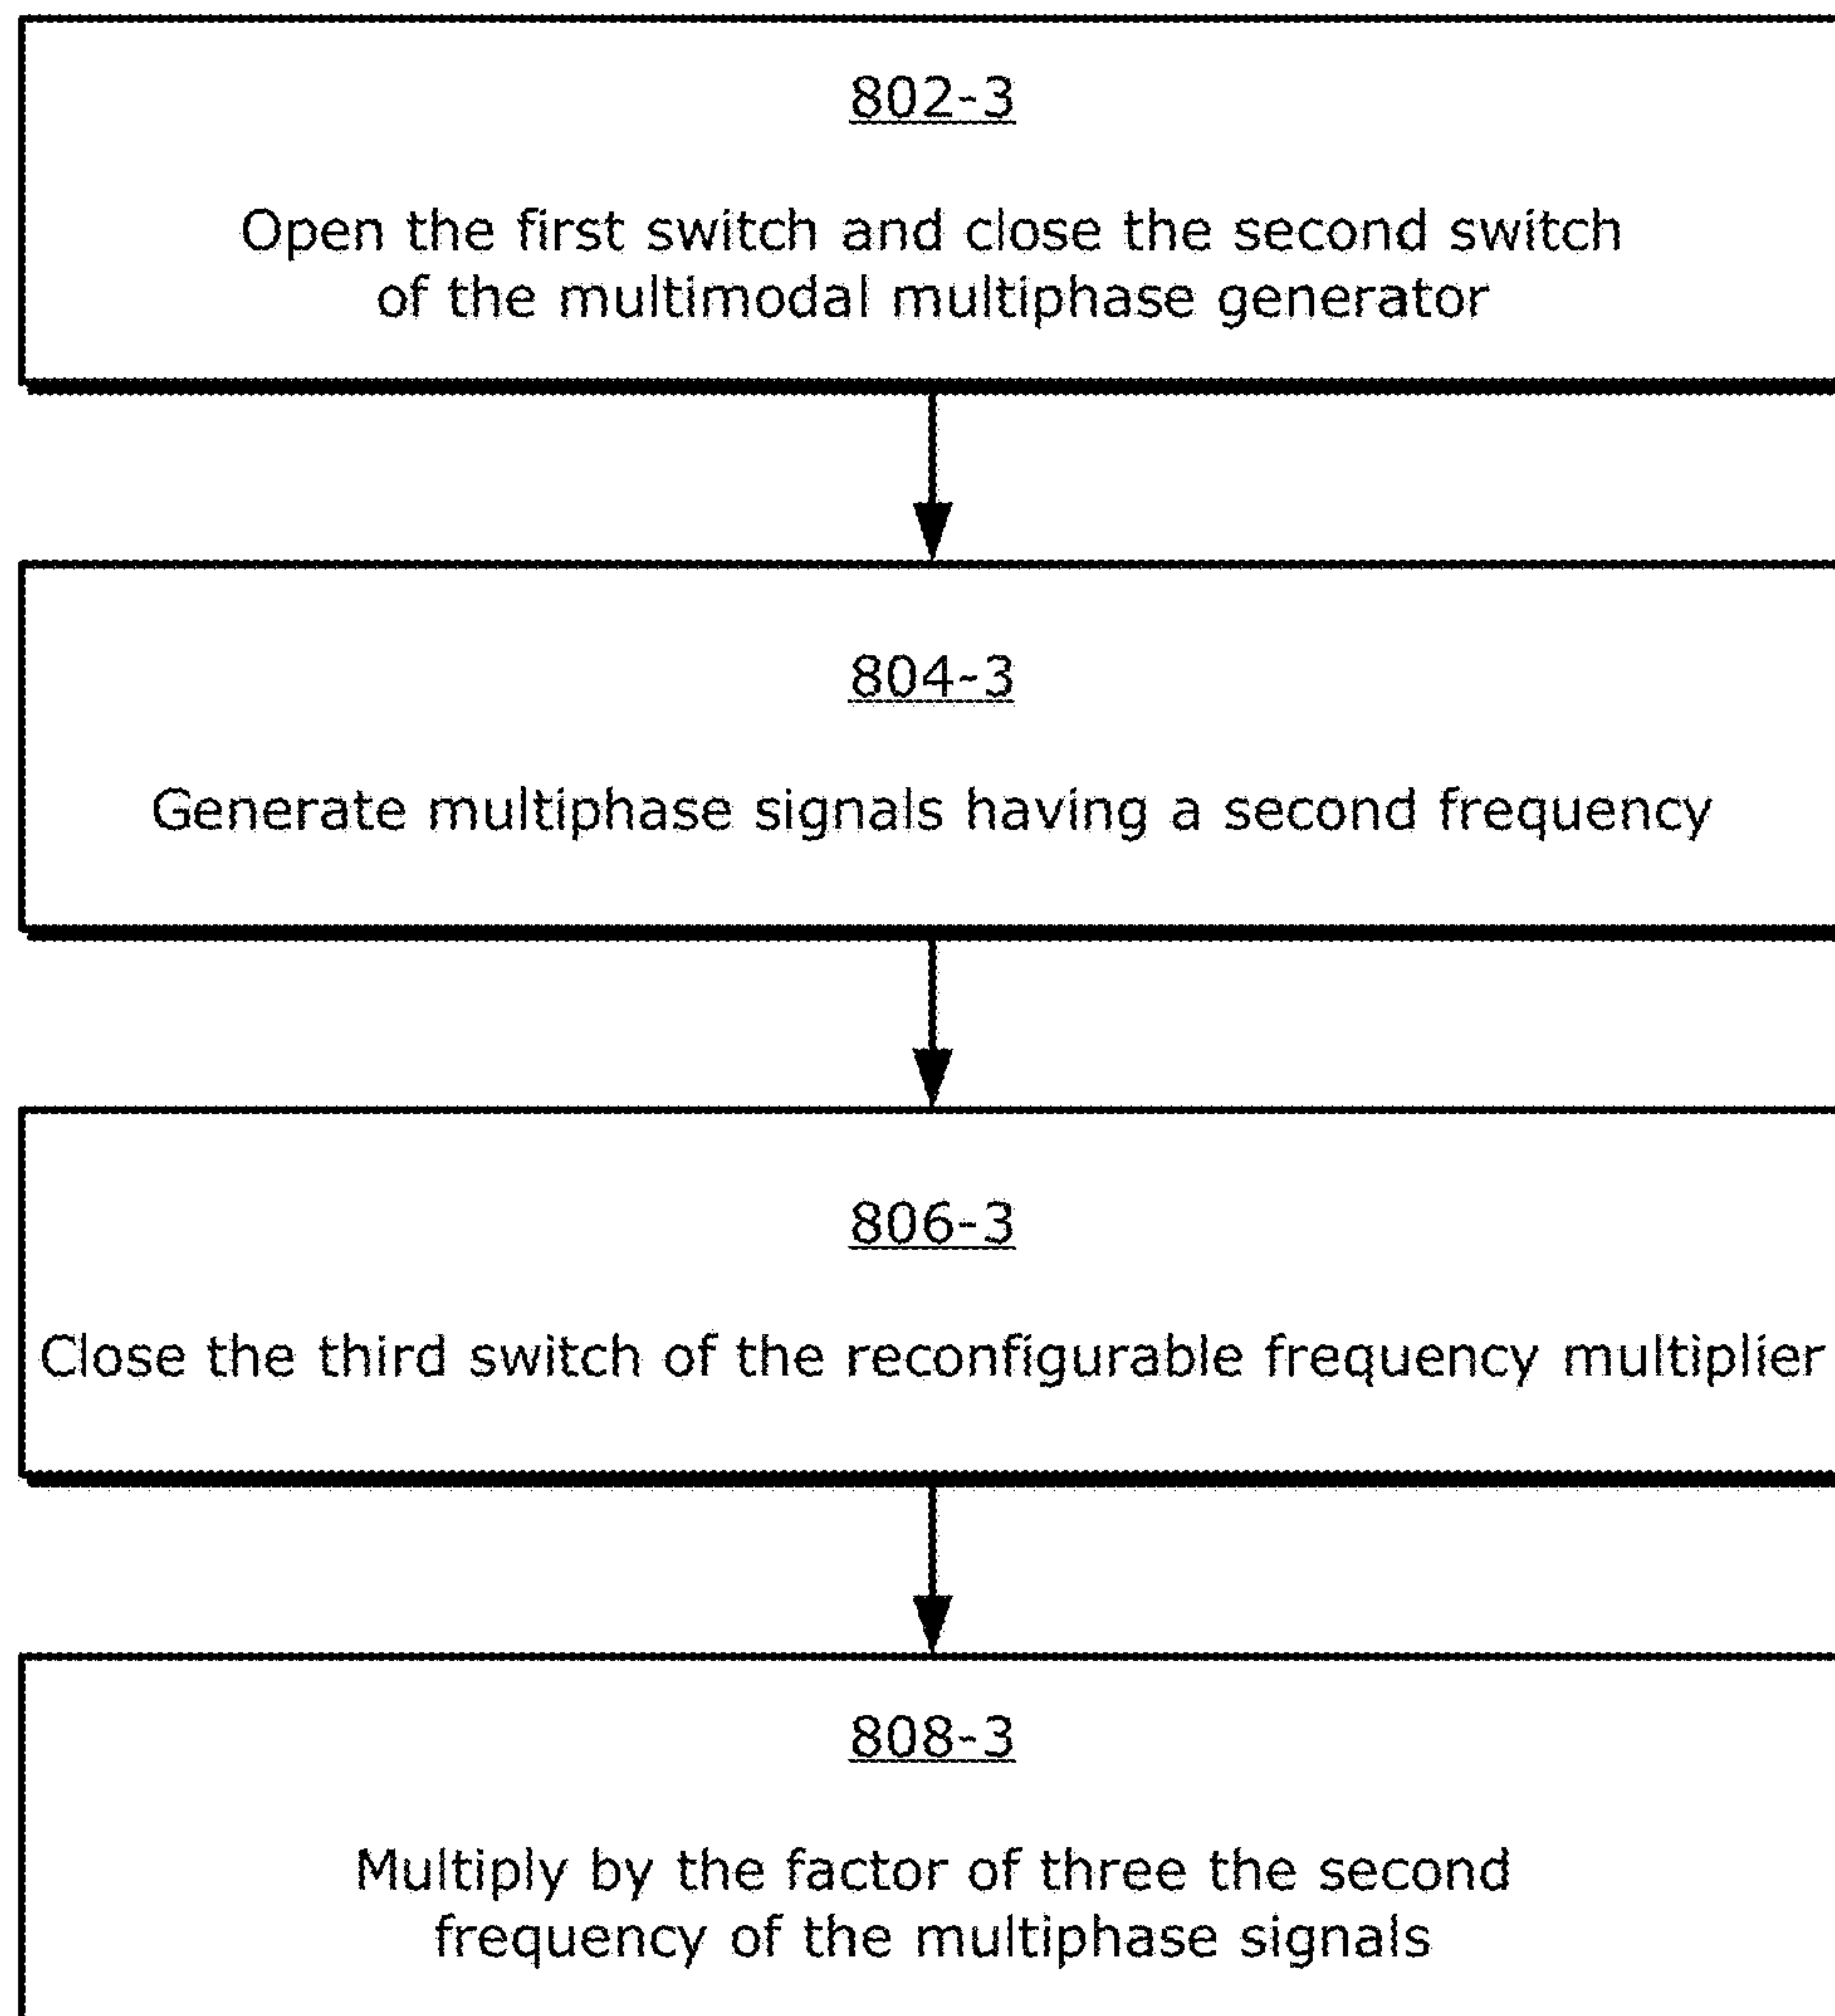 802-3
Open the first switch and close the second switch
of the multimodal multiphase generator
804-3
Generate multiphase signals having a second frequency
806-3
Close the third switch of the reconfigurable frequency multiplier
808-3
Multiply by the factor of three the second
frequency of the multiphase signals